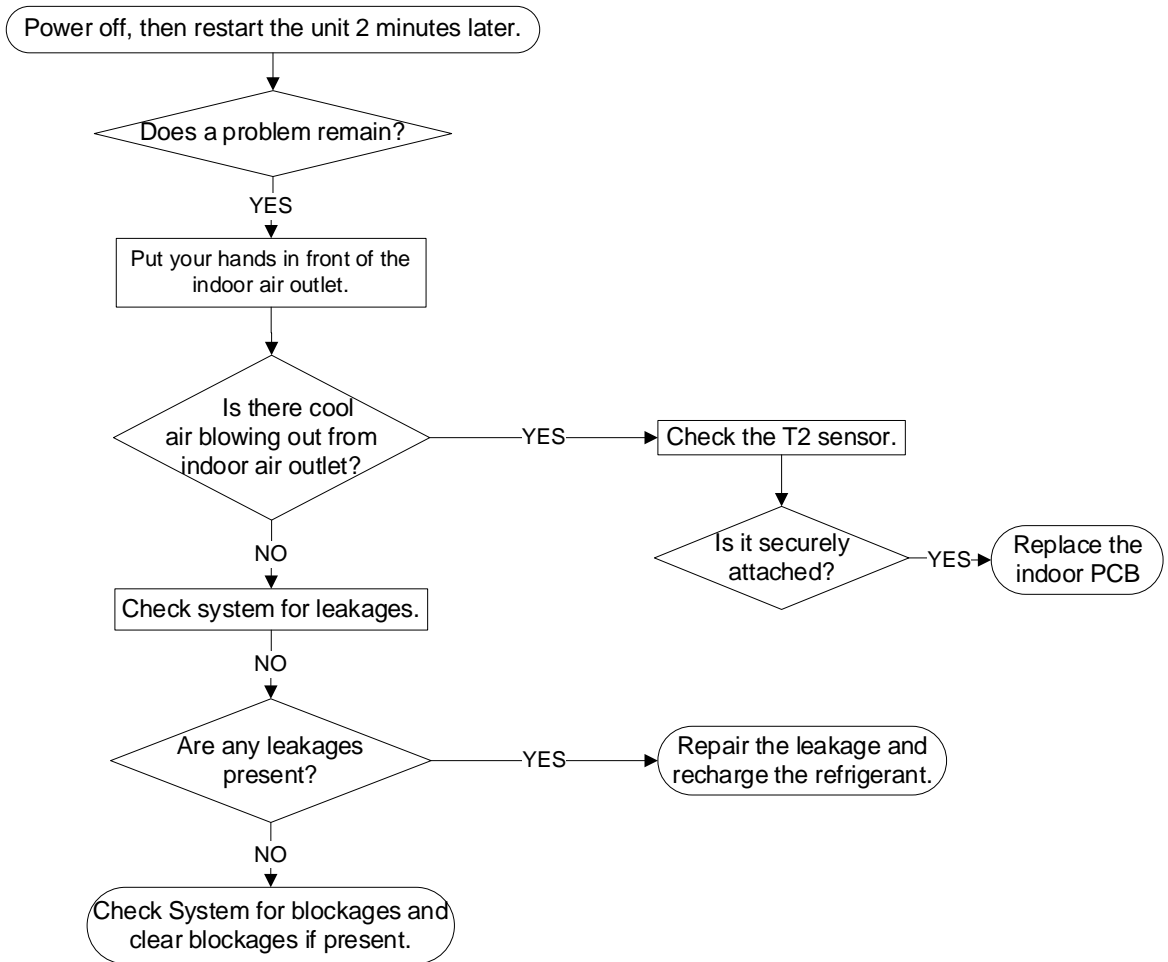 Power off, then restart the unit 2 minutes later.
Does a problem remain?
YES
Put your hands in front of the
indoor air outlet.
Is there cool
air blowing out from
indoor air outlet?
YES
Check the T2 sensor.
Is it securely
attached?
YES
Replace the
indoor PCB
NO
Check system for leakages.
NO
Are any leakages
present?
YES
Repair the leakage and
recharge the refrigerant.
NO
Check System for blockages and
clear blockages if present.